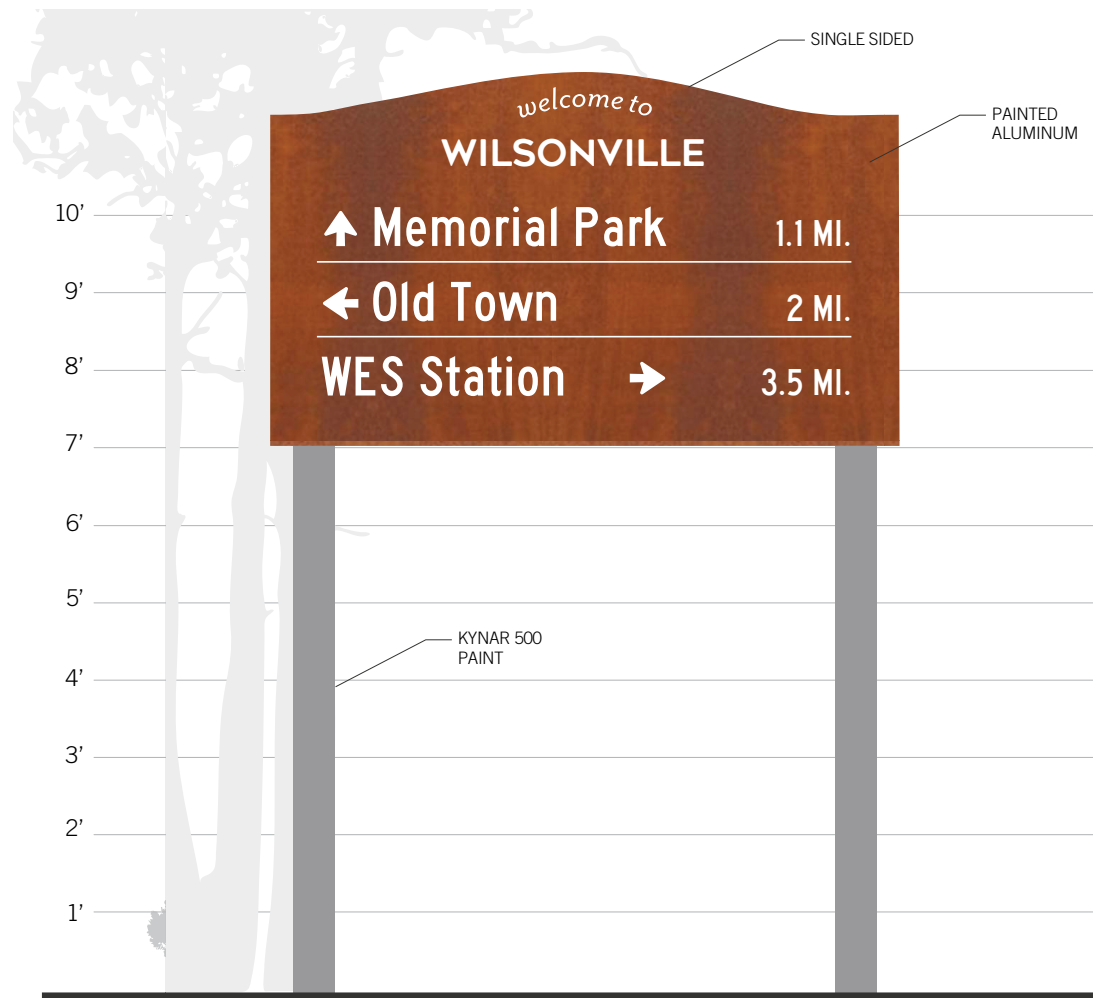 SINGLE SIDED
welcome to
PAINTED
ALUMINUM
WILSONVILLE
10’
Memorial Park 1.1 MI.
9’
Old Town 2 MI.
8’
WES Station 3.5 MI.
7’
6’
5’
KYNAR 500
PAINT
4’
3’
2’
1’